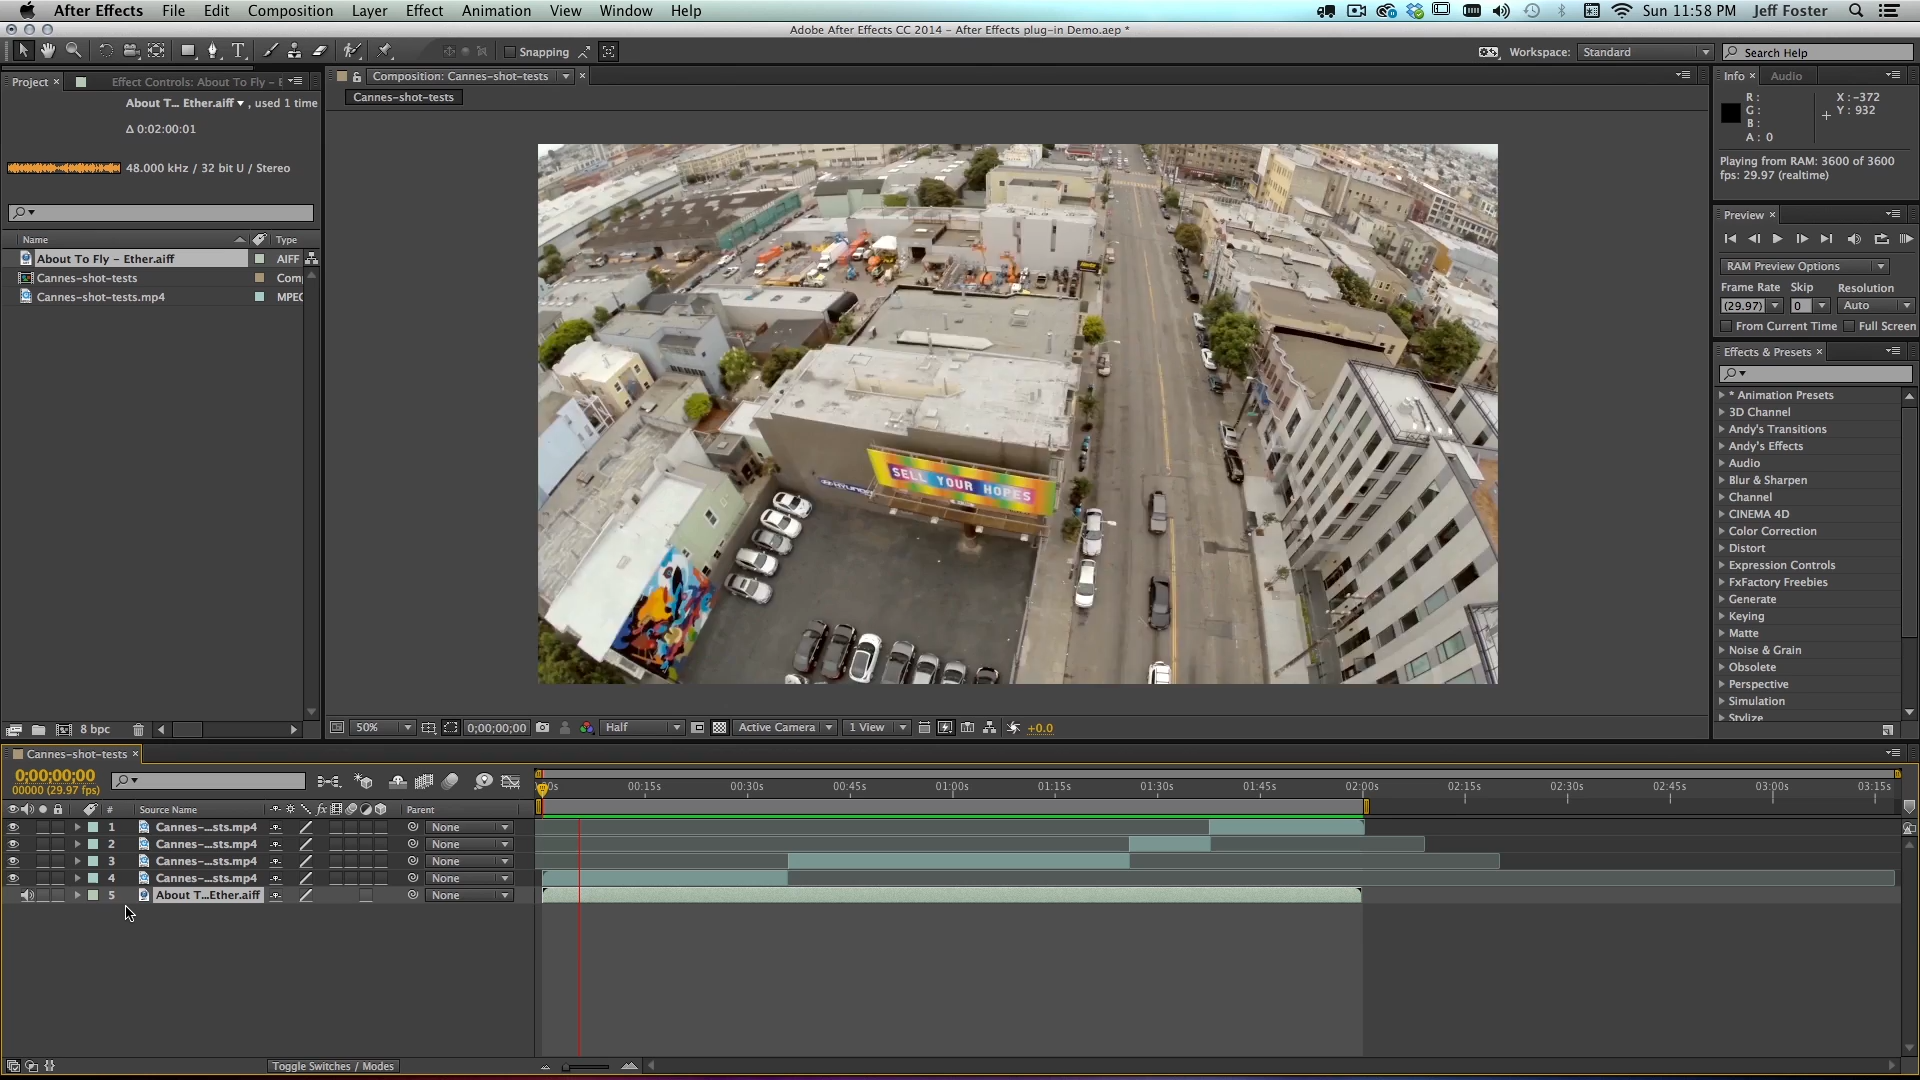 After Effects File Edit Composition Layer Effect Animation View Window Help Sun 11:58 PM Jeff Foster
Adobe After Effects CC 2014 – After Effects plug-in Demo.aep *
Snapping Workspace: Standard Search Help
Project Effect Controls: About To Fly – E
Composition: Cannes-shot-tests
Info Audio
About T... Ether.aiff , used 1 time
Cannes-shot-tests
R : X : -372
G : Y : 932
B :
A : 0
Δ 0:02:00:01
48.000 kHz / 32 bit U / Stereo
Playing from RAM: 3600 of 3600
fps: 29.97 (realtime)
Preview
Name Type
About To Fly – Ether.aiff AIFF
Cannes-shot-tests Com
Cannes-shot-tests.mp4 MPEG
RAM Preview Options
Frame Rate Skip Resolution
(29.97) 0 Auto
From Current Time Full Screen
Effects & Presets
* Animation Presets
3D Channel
Andy's Transitions
Andy's Effects
Audio
Blur & Sharpen
Channel
CINEMA 4D
Color Correction
Distort
Expression Controls
FxFactory Freebies
Generate
Keying
Matte
Noise & Grain
Obsolete
Perspective
Simulation
Stylize
SELL YOUR HOPES
HYUNDAI
8 bpc
50% 0;00;00;00 Half Active Camera 1 View +0.0
Cannes-shot-tests
0;00;00;00
00000 (29.97 fps)
00s 00:15s 00:30s 00:45s 01:00s 01:15s 01:30s 01:45s 02:00s 02:15s 02:30s 02:45s 03:00s 03:15s
# Source Name fx Parent
1 Cannes-...sts.mp4 None
2 Cannes-...sts.mp4 None
3 Cannes-...sts.mp4 None
4 Cannes-...sts.mp4 None
5 About T...Ether.aiff None
Toggle Switches / Modes